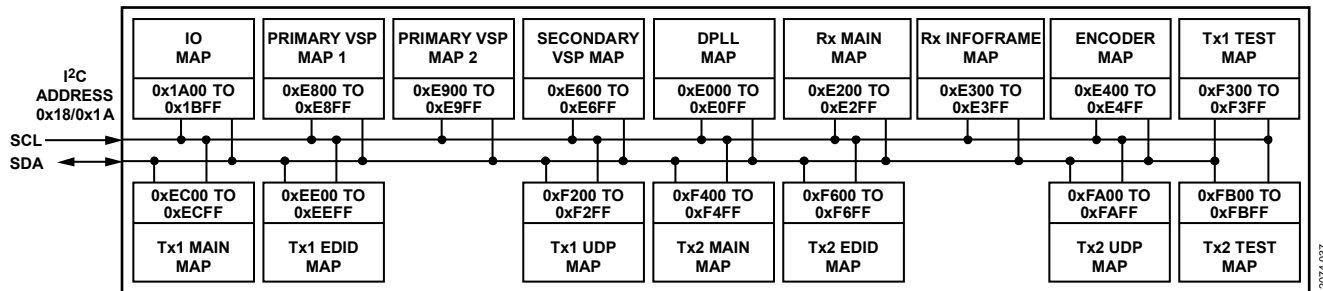 IO
MAP
0x1A00 TO
0x1BFF
PRIMARY VSP
MAP 1
0xE800 TO
0xE8FF
PRIMARY VSP
MAP 2
0xE900 TO
0xE9FF
SECONDARY
VSP MAP
0xE600 TO
0xE6FF
DPLL
MAP
0xE000 TO
0xE0FF
Rx MAIN
MAP
0xE200 TO
0xE2FF
Rx INFOFRAME
MAP
0xE300 TO
0xE3FF
ENCODER
MAP
0xE400 TO
0xE4FF
Tx1 TEST
MAP
0xF300 TO
0xF3FF
I2C
ADDRESS
0x18/0x1A
SCL
SDA
0xEC00 TO
0xECFF
Tx1 MAIN
MAP
0xEE00 TO
0xEEFF
Tx1 EDID
MAP
0xF200 TO
0xF2FF
Tx1 UDP
MAP
0xF400 TO
0xF4FF
Tx2 MAIN
MAP
0xF600 TO
0xF6FF
Tx2 EDID
MAP
0xFA00 TO
0xFAFF
Tx2 UDP
MAP
0xFB00 TO
0xFBFF
Tx2 TEST
MAP